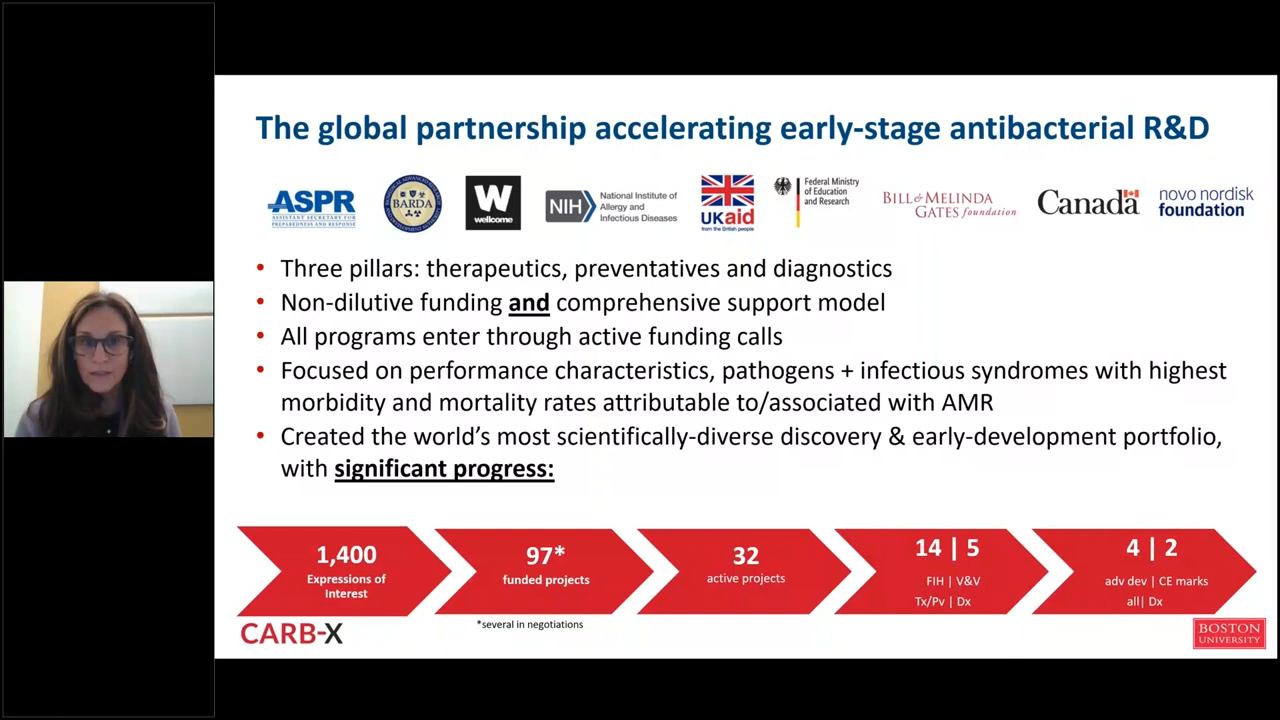 The global partnership accelerating early-stage antibacterial R&D
ASPR
ASSISTANT SECRETARY FOR
PREPAREDNESS AND RESPONSE
BARDA
W
wellcome
NIH
National Institute of
Allergy and
Infectious Diseases
UKaid
from the British people
Federal Ministry
of Education
and Research
BILL & MELINDA
GATES foundation
Canada
novo nordisk
foundation
• Three pillars: therapeutics, preventatives and diagnostics
• Non-dilutive funding and comprehensive support model
• All programs enter through active funding calls
• Focused on performance characteristics, pathogens + infectious syndromes with highest
morbidity and mortality rates attributable to/associated with AMR
• Created the world's most scientifically-diverse discovery & early-development portfolio,
with significant progress:
1,400
Expressions of
Interest
97*
funded projects
32
active projects
14 | 5
FIH | V&V
Tx/Pv | Dx
4 | 2
adv dev | CE marks
all| Dx
*several in negotiations
CARB-X
BOSTON
UNIVERSITY